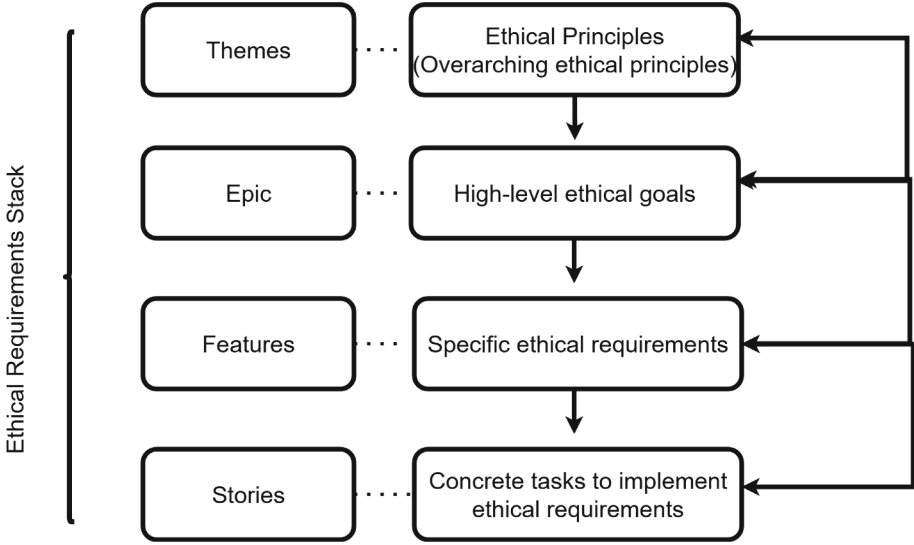 Ethical Requirements Stack
Themes
Ethical Principles
(Overarching ethical principles)
Epic
High-level ethical goals
Features
Specific ethical requirements
Stories
Concrete tasks to implement
ethical requirements